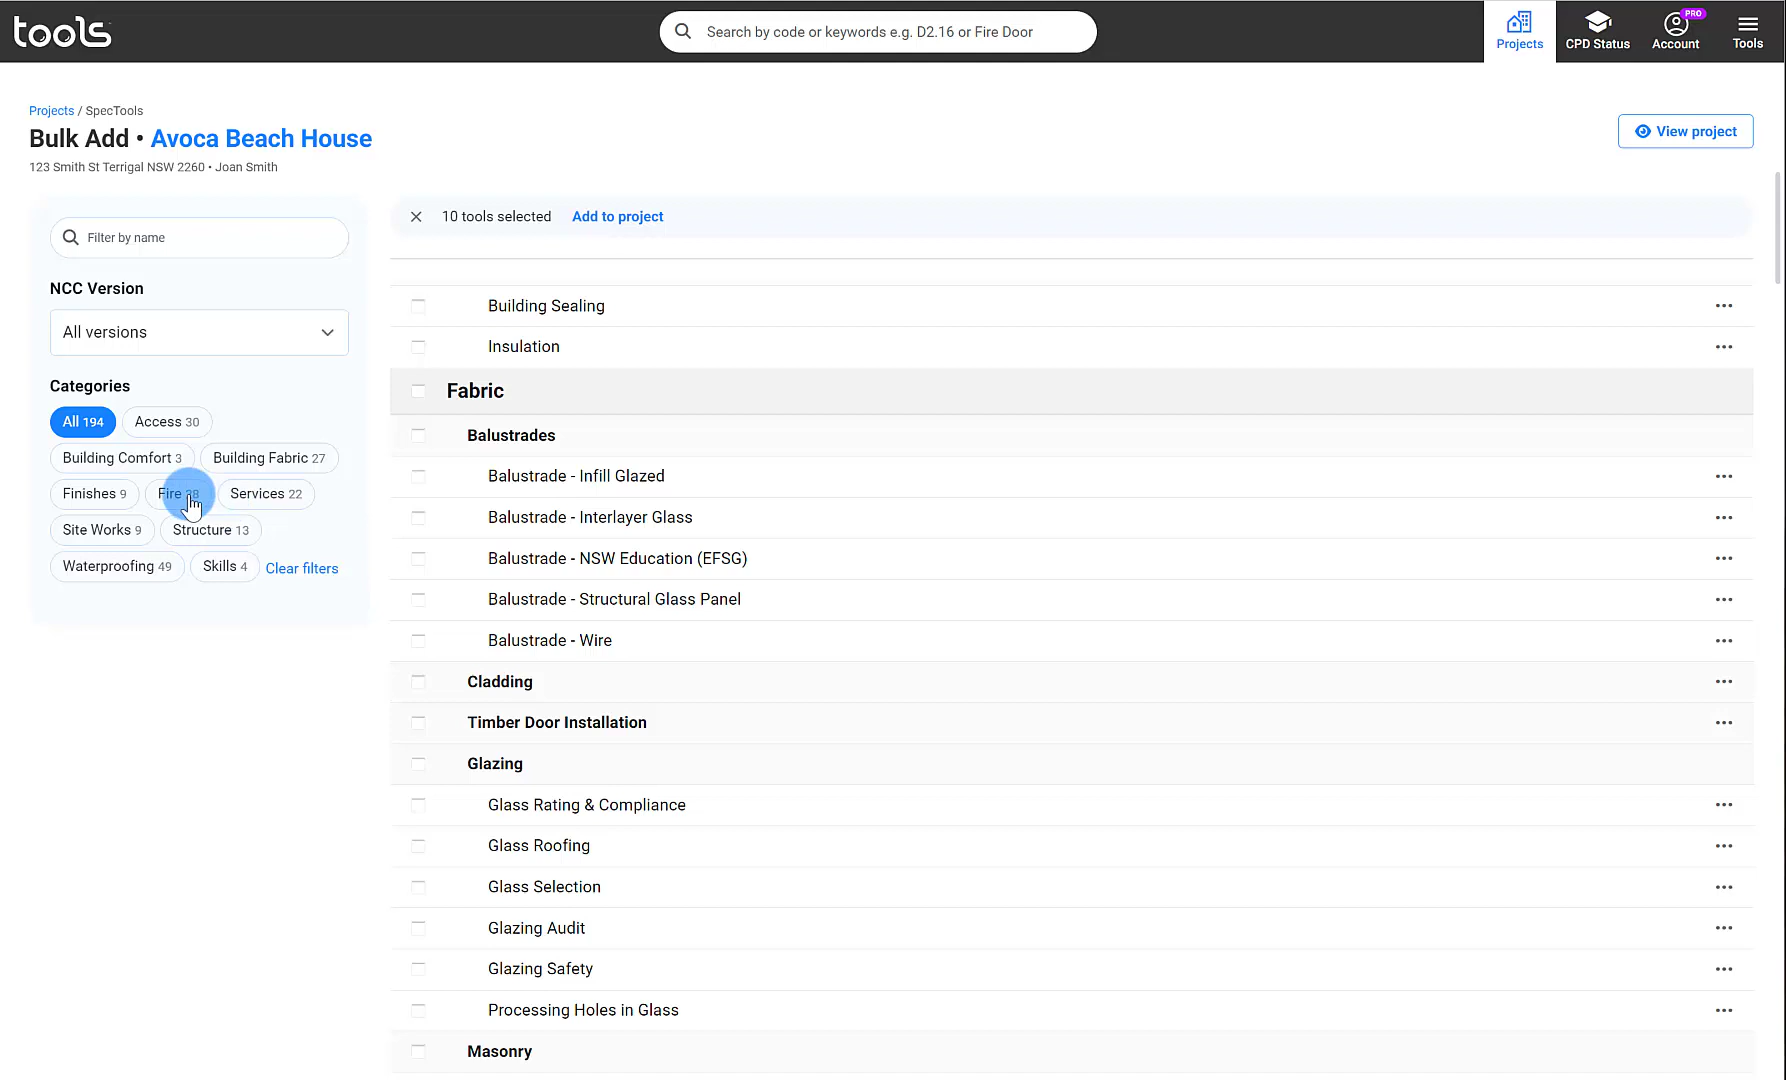 tools
Search by code or keywords e.g. D2.16 or Fire Door
Projects
CPD Status
PRO
Account
Tools
Projects / SpecTools
Bulk Add • Avoca Beach House
123 Smith St Terrigal NSW 2260 • Joan Smith
View project
Filter by name
NCC Version
All versions
Categories
All 194 Access 30
Building Comfort 3 Building Fabric 27
Finishes 9 Fire 38 Services 22
Site Works 9 Structure 13
Waterproofing 49 Skills 4 Clear filters
10 tools selected Add to project
Building Sealing
Insulation
Fabric
Balustrades
Balustrade - Infill Glazed
Balustrade - Interlayer Glass
Balustrade - NSW Education (EFSG)
Balustrade - Structural Glass Panel
Balustrade - Wire
Cladding
Timber Door Installation
Glazing
Glass Rating & Compliance
Glass Roofing
Glass Selection
Glazing Audit
Glazing Safety
Processing Holes in Glass
Masonry